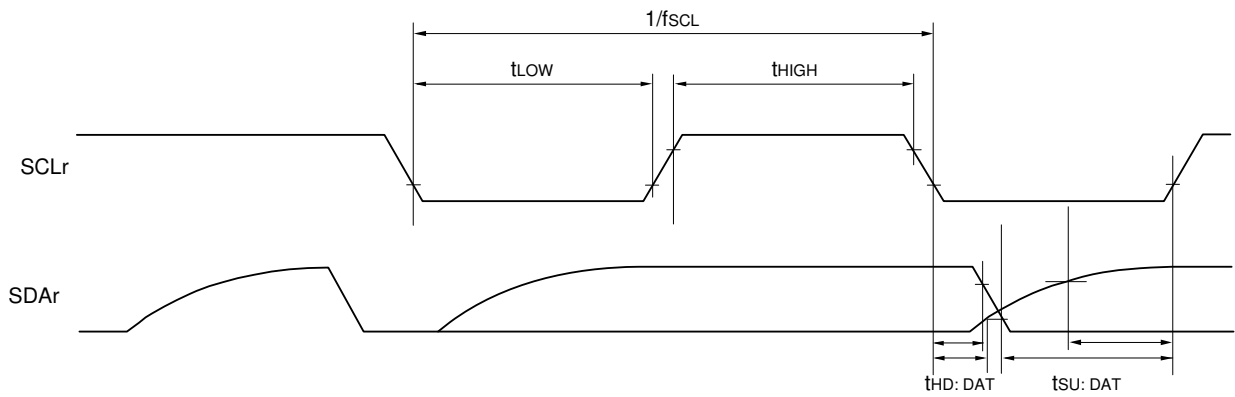 1/fSCL
tLOW
tHIGH
SCLr
SDAr
tHD: DAT
tSU: DAT